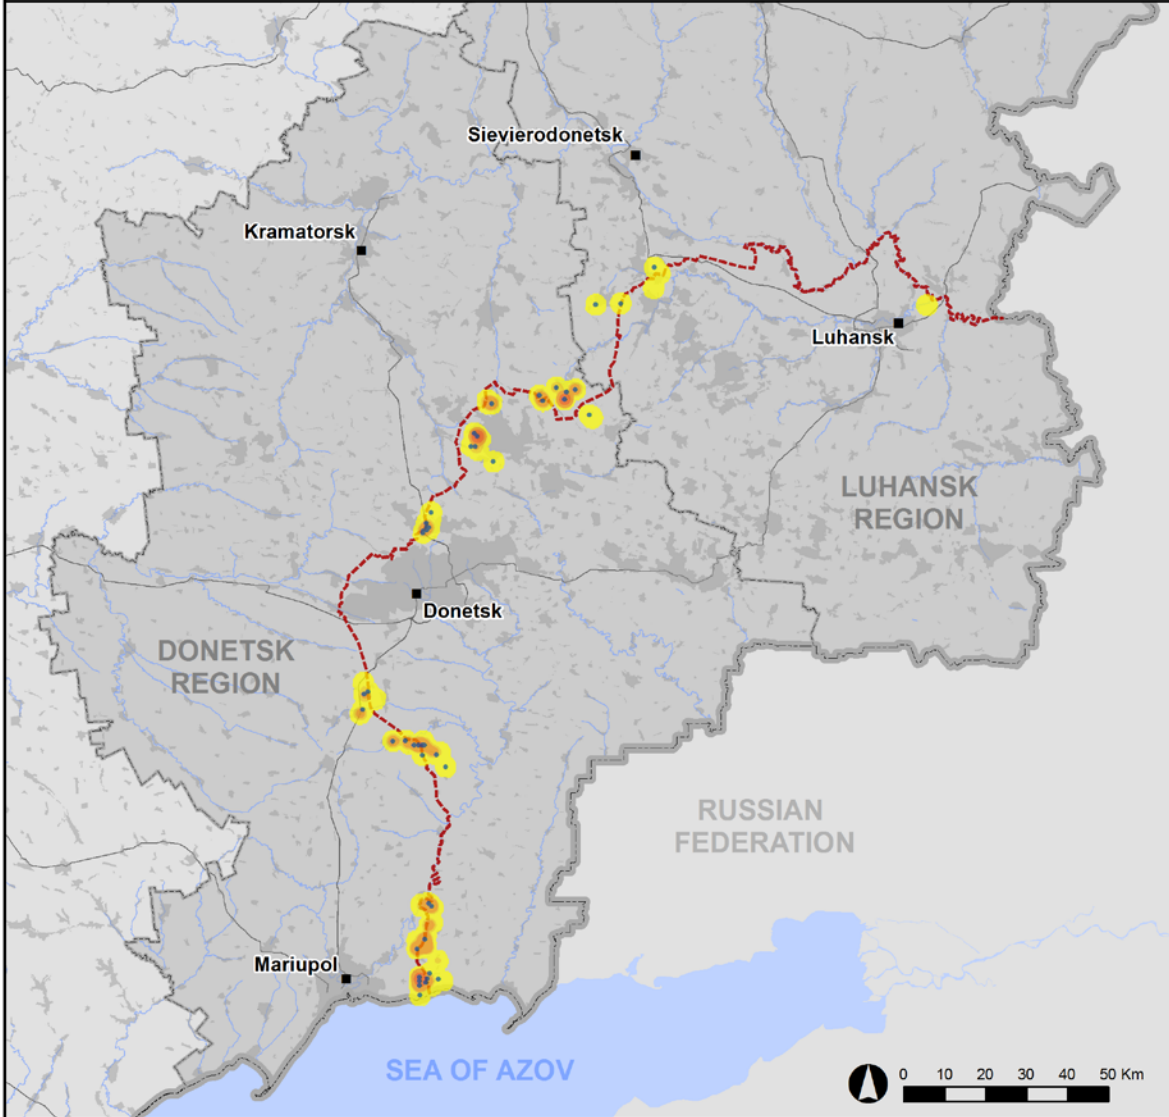 Sievierodonetsk
Kramatorsk
Luhansk
LUHANSK
REGION
Donetsk
DONETSK
REGION
RUSSIAN
FEDERATION
Mariupol
SEA OF AZOV
0 10 20 30 40 50 Km